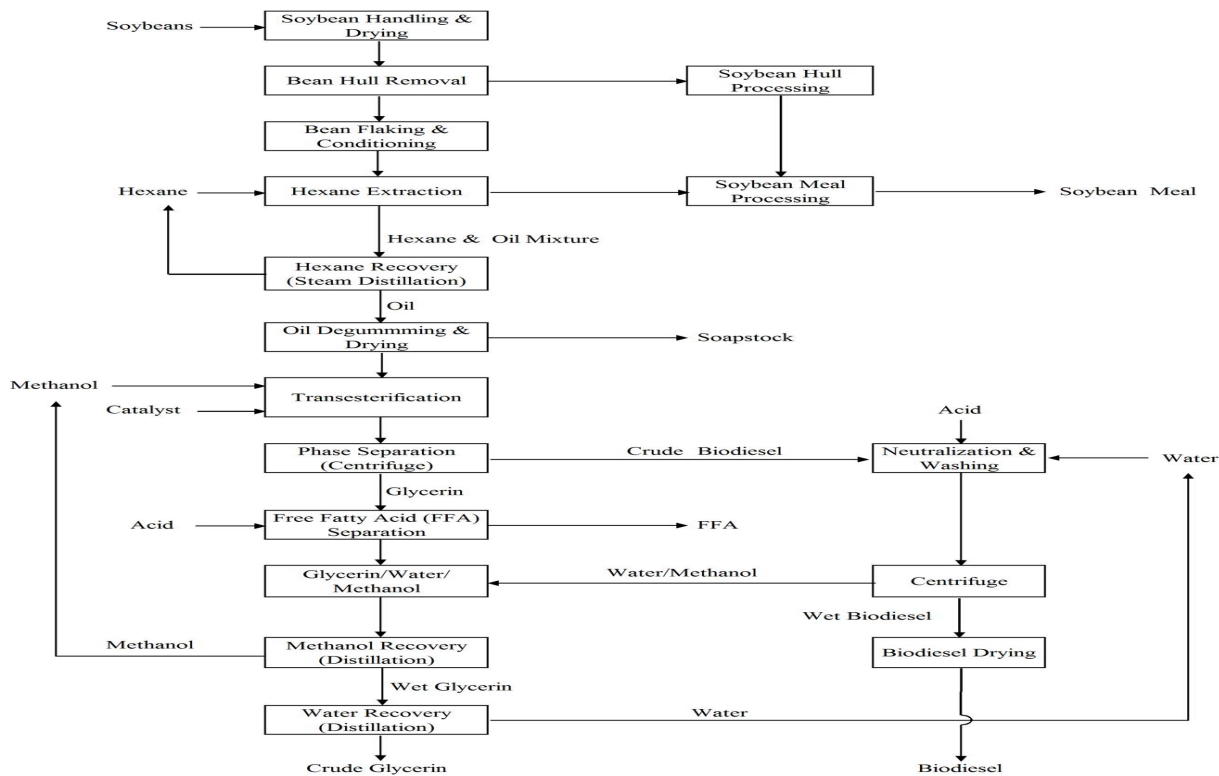 Soybeans
Soybean Handling &
Drying
Bean Hull Removal
Soybean Hull
Processing
Bean Flaking &
Conditioning
Hexane
Hexane Extraction
Soybean Meal
Processing
Soybean Meal
Hexane & Oil Mixture
Hexane Recovery
(Steam Distillation)
Oil
Oil Degummming &
Drying
Soapstock
Methanol
Catalyst
Transesterification
Acid
Phase Separation
(Centrifuge)
Crude Biodiesel
Neutralization &
Washing
Water
Glycerin
Acid
Free Fatty Acid (FFA)
Separation
FFA
Glycerin/Water/
Methanol
Water/Methanol
Centrifuge
Wet Biodiesel
Methanol
Methanol Recovery
(Distillation)
Biodiesel Drying
Wet Glycerin
Water Recovery
(Distillation)
Water
Crude Glycerin
Biodiesel